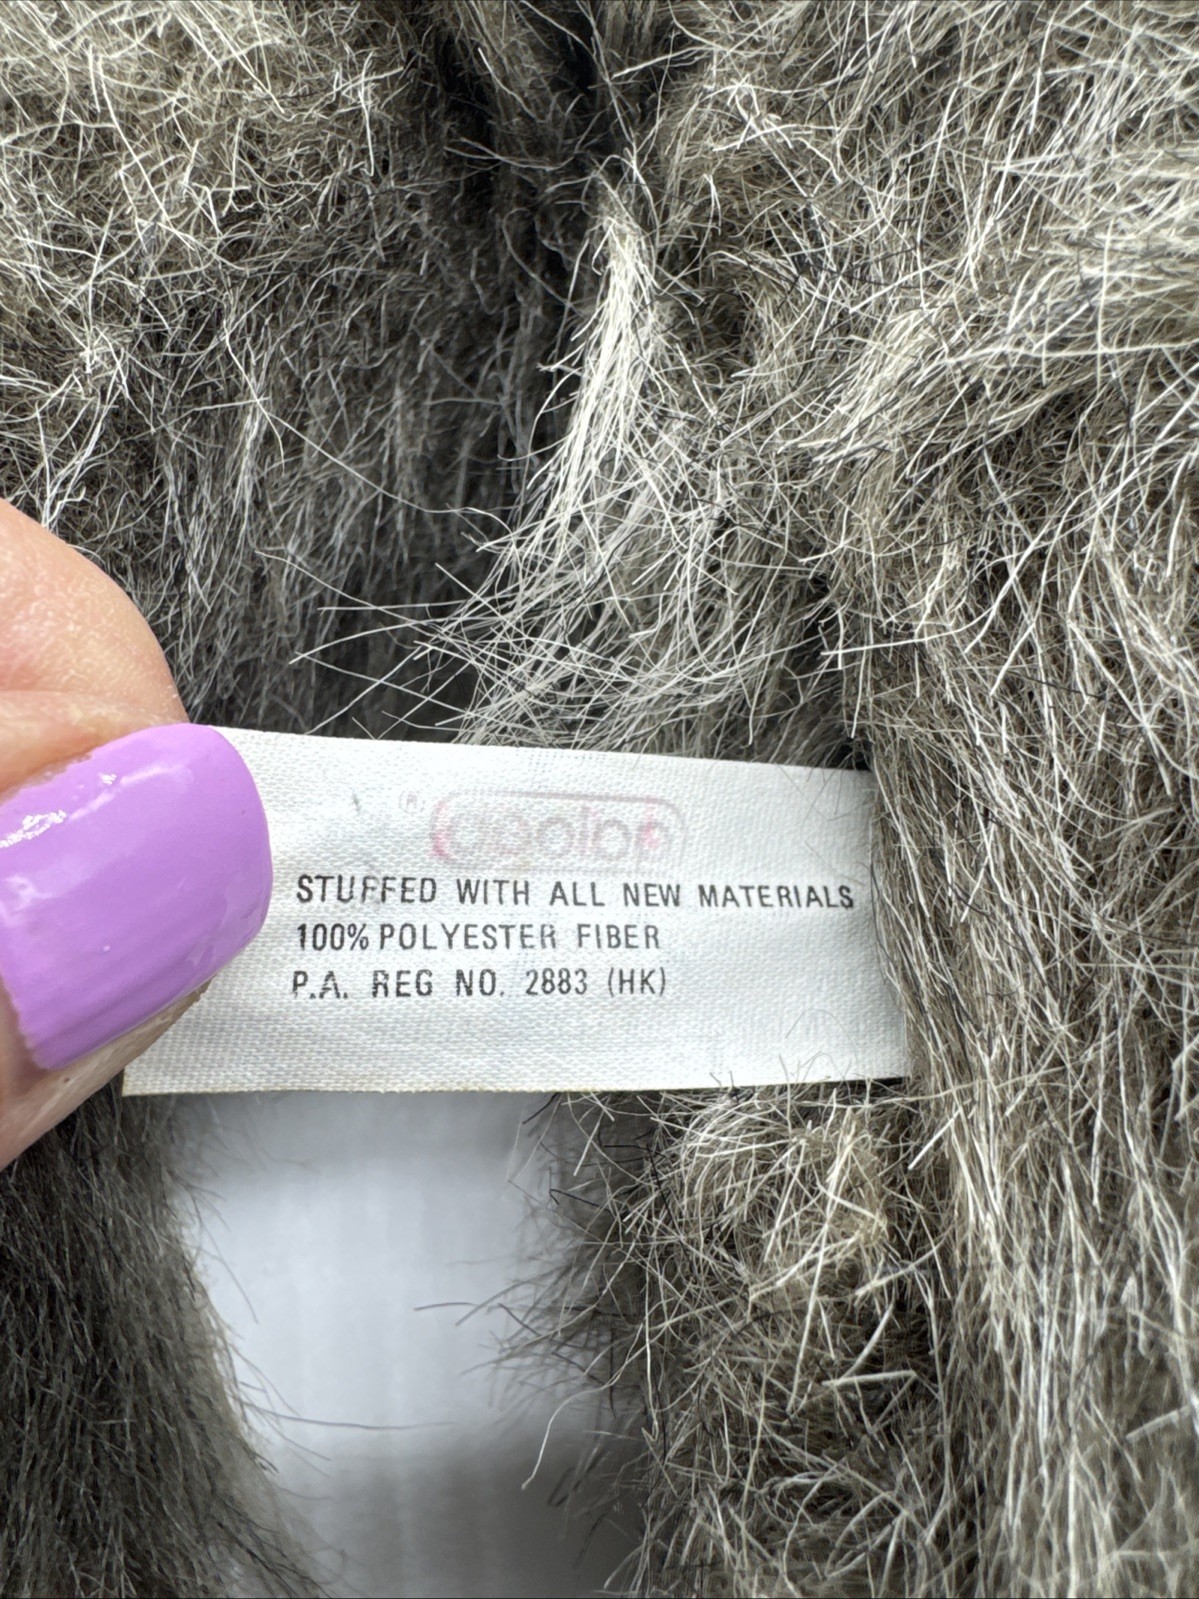 ®
STUFFED WITH ALL NEW MATERIALS
100% POLYESTER FIBER
P.A. REG NO. 2883 (HK)